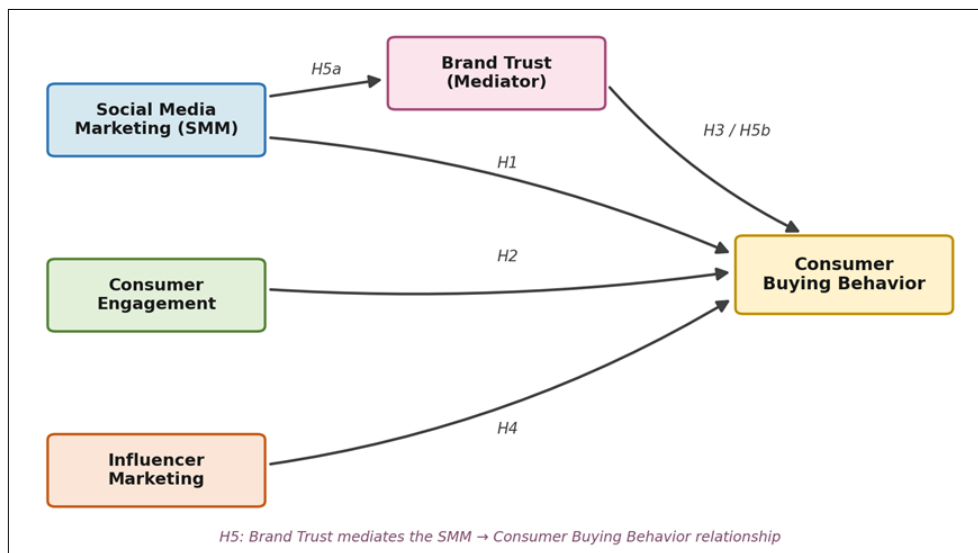 Brand Trust
(Mediator)
H5a
Social Media
Marketing (SMM)
H3 / H5b
H1
H2
Consumer
Buying Behavior
Consumer
Engagement
H4
Influencer
Marketing
H5: Brand Trust mediates the SMM → Consumer Buying Behavior relationship